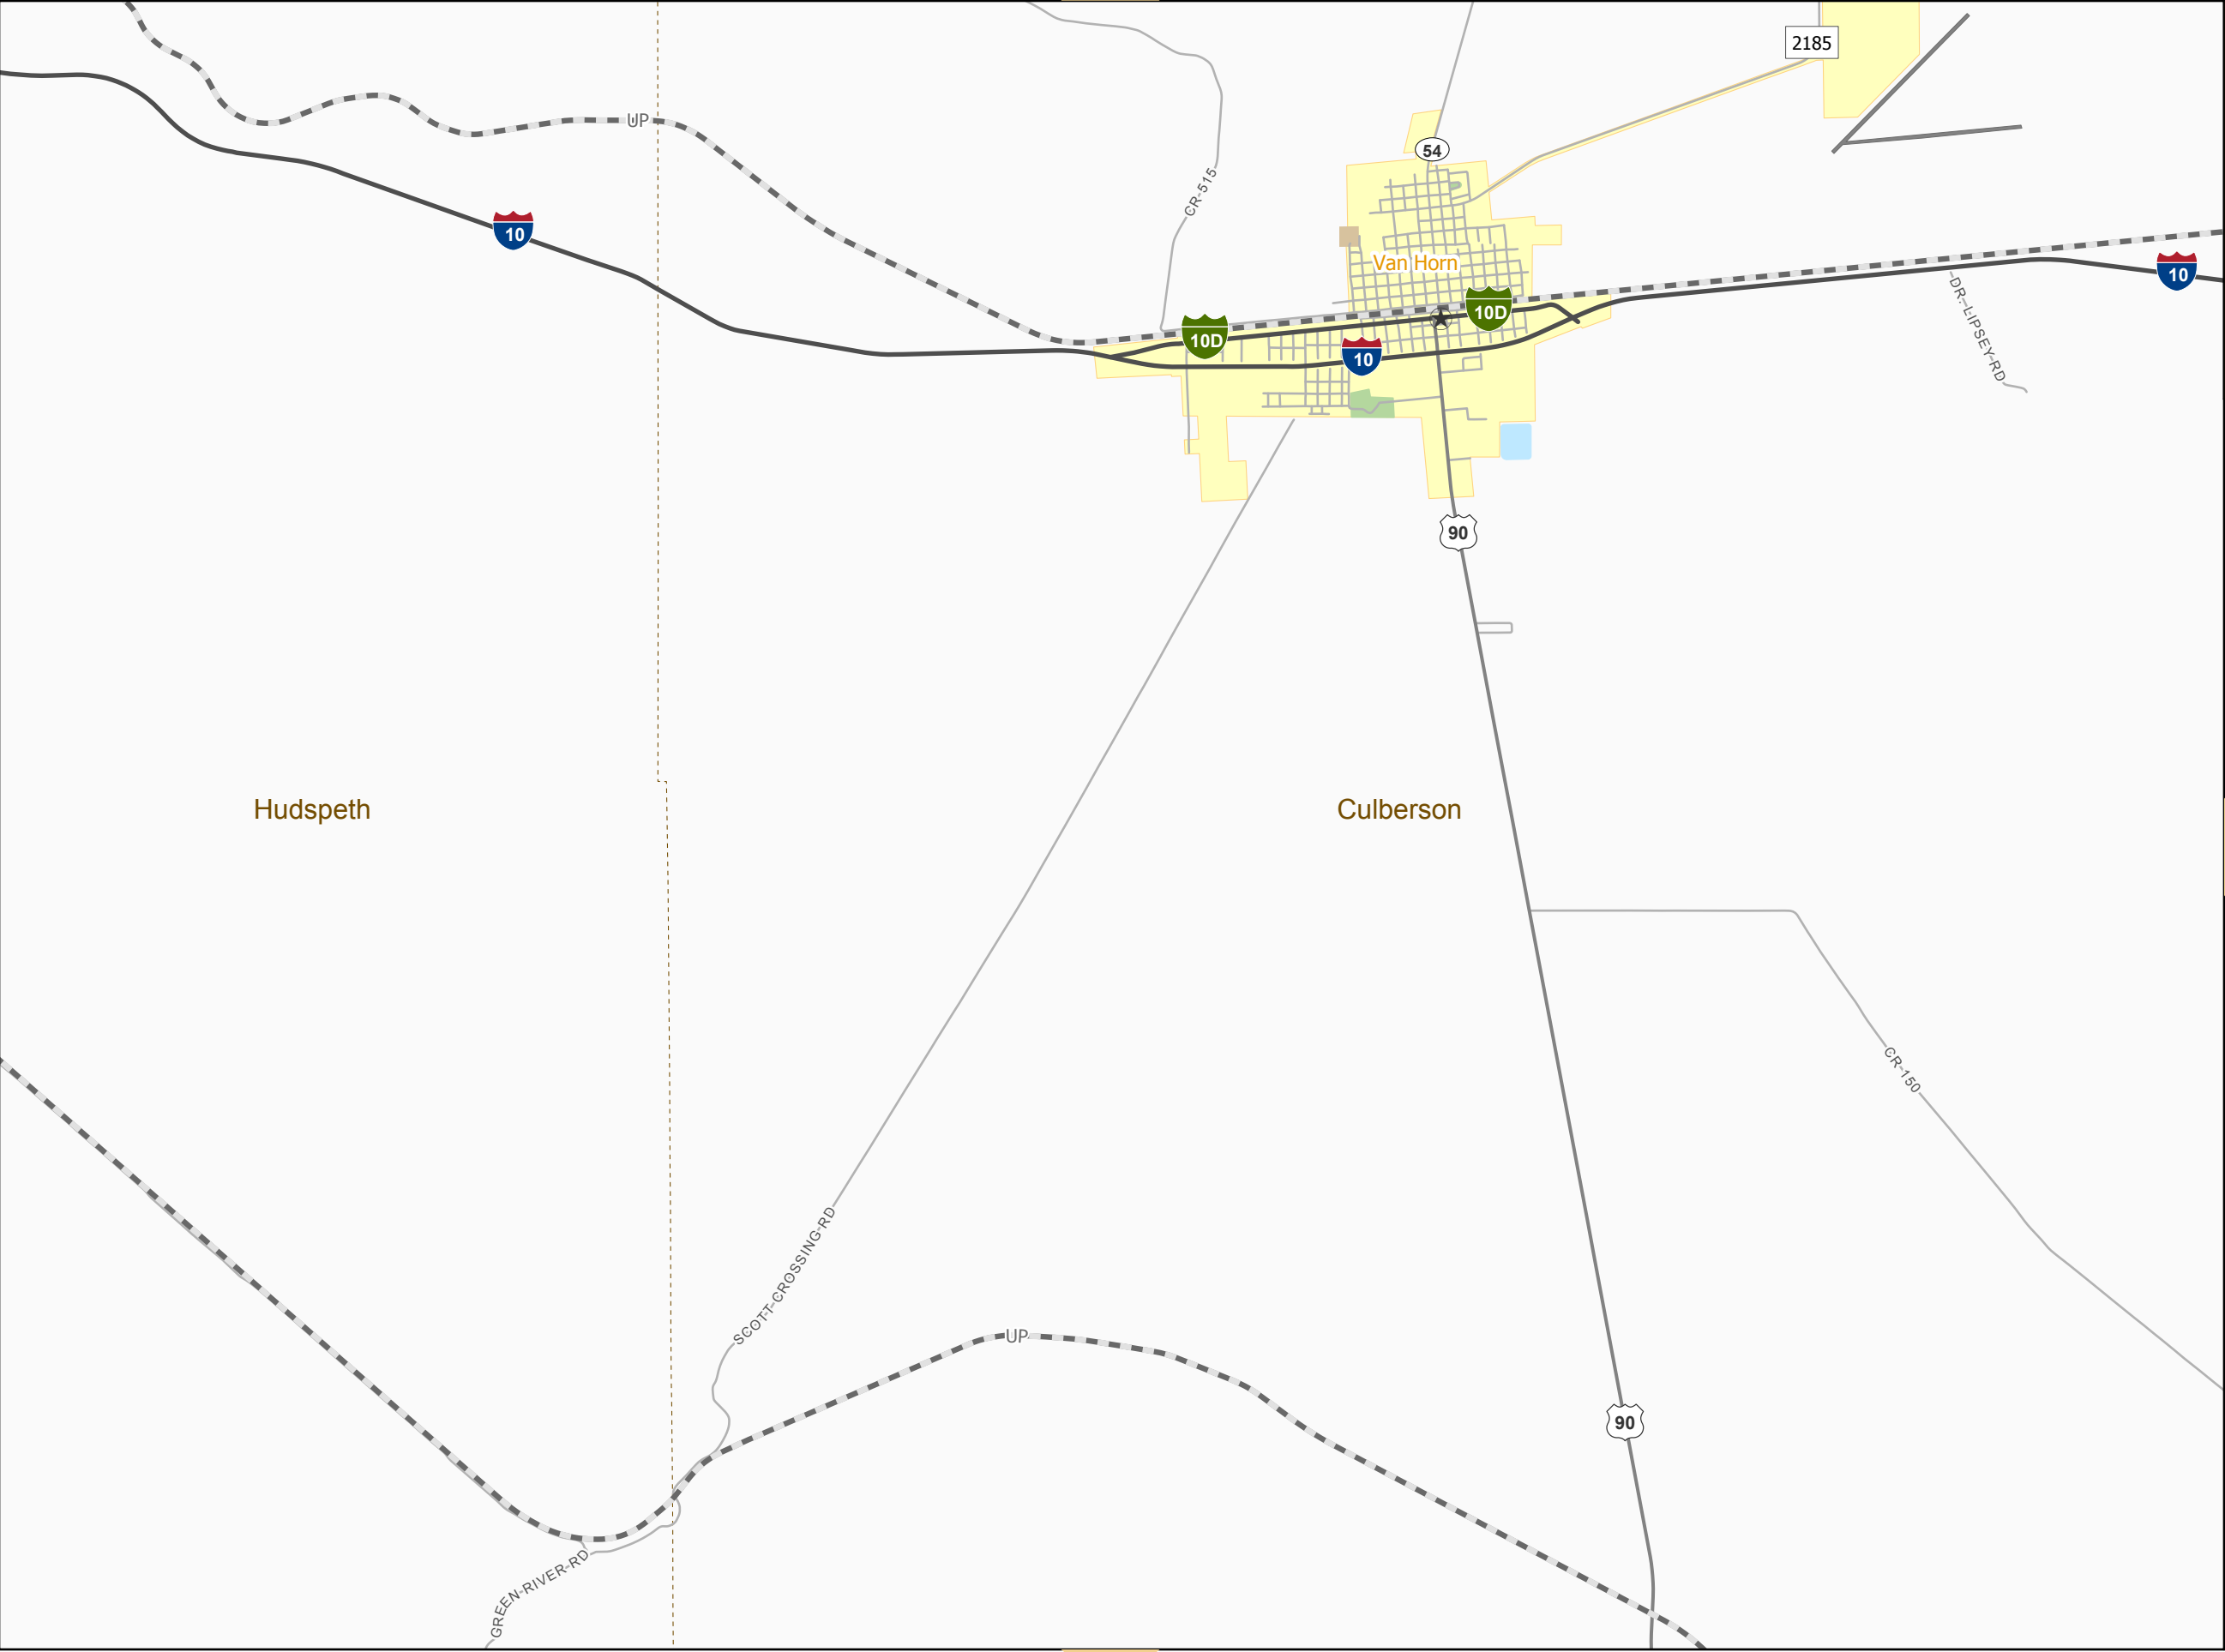 2185
UP
54
CR-515
10
Van Horn
10
DR.-LIPSEY-RD
10D
10D
10
90
Hudspeth
Culberson
CR-150
SCOTT-CROSSING-RD
UP
90
GREEN-RIVER-RD